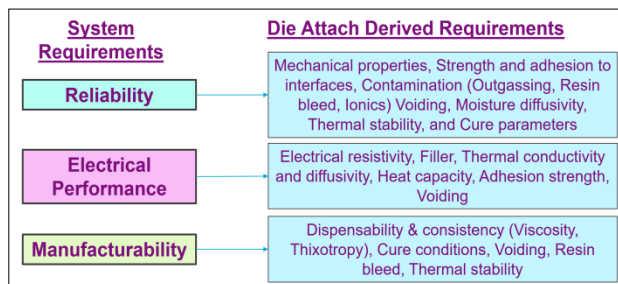 System
Requirements
Die Attach Derived Requirements
Reliability
Mechanical properties, Strength and adhesion to
interfaces, Contamination (Outgassing, Resin
bleed, Ionics) Voiding, Moisture diffusivity,
Thermal stability, and Cure parameters
Electrical
Performance
Electrical resistivity, Filler, Thermal conductivity
and diffusivity, Heat capacity, Adhesion strength,
Voiding
Manufacturability
Dispensability & consistency (Viscosity,
Thixotropy), Cure conditions, Voiding, Resin
bleed, Thermal stability